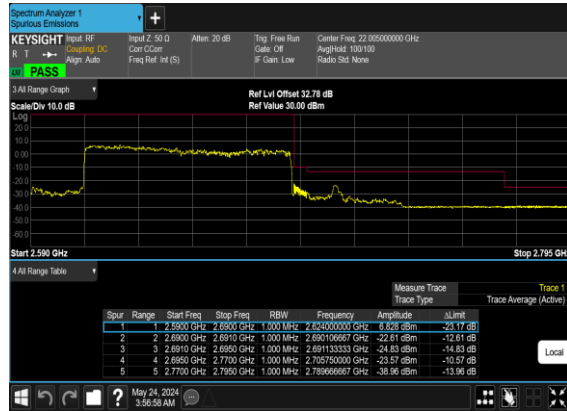 Spectrum Analyzer 1
Spurious Emissions
+
KEYSIGHT Input: RF Input Z: 50 Ω Atten: 20 dB Trig: Free Run Center Freq: 22.005000000 GHz
R T Coupling: DC Corr CCorr Gate: Off Avg|Hold: 100/100
Align: Auto Freq Ref: Int (S) IF Gain: Low Radio Std: None
PASS
3 All Range Graph
Ref Lvl Offset 32.78 dB
Scale/Div 10.0 dB Ref Value 30.00 dBm
Log
20.0
10.0
0.00
-10.0
-20.0
-30.0
-40.0
-50.0
-60.0
Start 2.590 GHz Stop 2.795 GHz
4 All Range Table
Measure Trace Trace 1
Trace Type Trace Average (Active)
Spur Range Start Freq Stop Freq RBW Frequency Amplitude ΔLimit
1 1 2.5900 GHz 2.6900 GHz 1.000 MHz 2.624000000 GHz 6.828 dBm -23.17 dB
2 2 2.6900 GHz 2.6910 GHz 1.000 MHz 2.690106667 GHz -22.61 dBm -12.61 dB
3 3 2.6910 GHz 2.6950 GHz 1.000 MHz 2.691133333 GHz -24.83 dBm -14.83 dB
4 4 2.6950 GHz 2.7700 GHz 1.000 MHz 2.705750000 GHz -23.57 dBm -10.57 dB
5 5 2.7700 GHz 2.7950 GHz 1.000 MHz 2.789666667 GHz -38.96 dBm -13.96 dB
Local
? May 24, 2024
3:56:58 AM